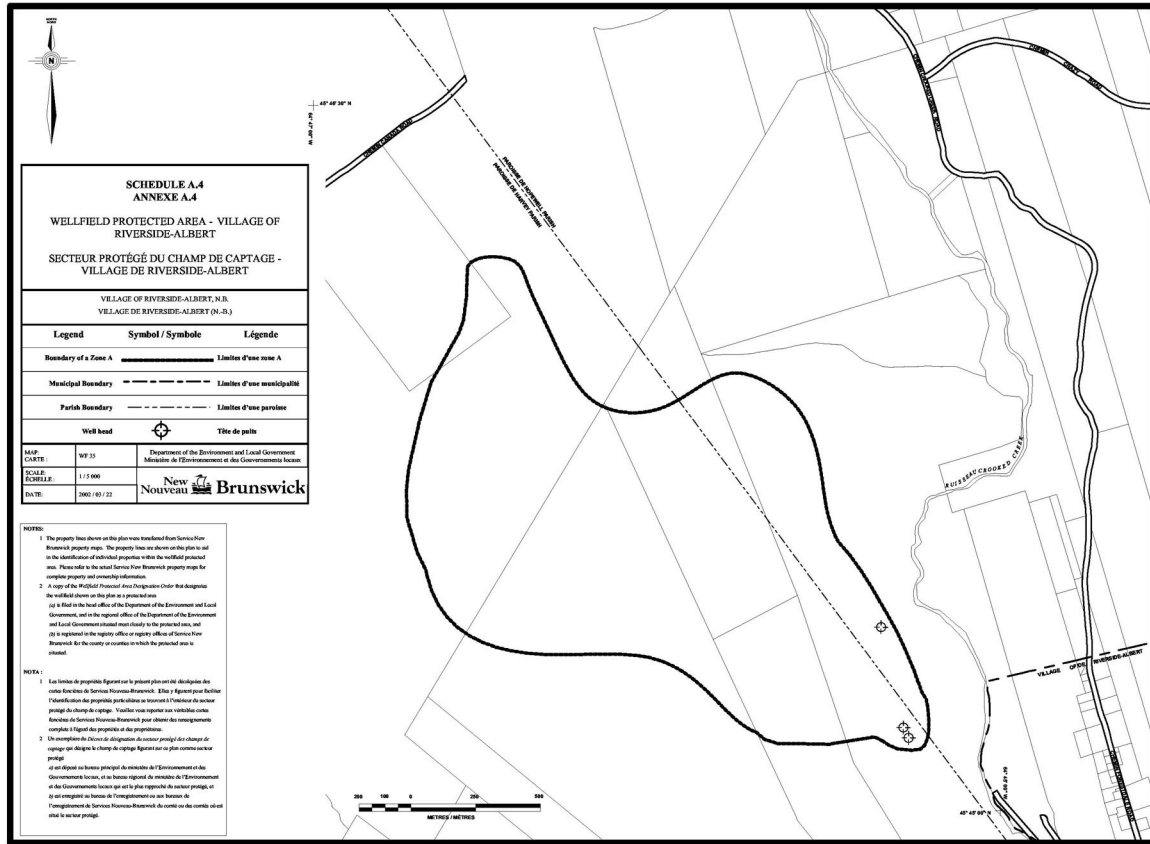 NORTH
NORD
N
SCHEDULE A.4
ANNEXE A.4
WELLFIELD PROTECTED AREA - VILLAGE OF
RIVERSIDE-ALBERT
SECTEUR PROTÉGÉ DU CHAMP DE CAPTAGE -
VILLAGE DE RIVERSIDE-ALBERT
VILLAGE OF RIVERSIDE-ALBERT, N.B.
VILLAGE DE RIVERSIDE-ALBERT (N.-B.)
Legend Symbol / Symbole Légende
Boundary of a Zone A Limites d'une zone A
Municipal Boundary Limites d'une municipalité
Parish Boundary Limites d'une paroisse
Well head Tête de puits
MAP:
CARTE :
WF 35
Department of the Environment and Local Government
Ministère de l'Environnement et des Gouvernements locaux
SCALE:
ÉCHELLE :
1 / 5 000
DATE:
2002 / 03 / 22
New
Nouveau Brunswick
NOTES:
1 The property lines shown on this plan were transferred from Service New
Brunswick property maps. The property lines are shown on this plan to aid
in the identification of individual properties within the wellfield protected
area. Please refer to the actual Service New Brunswick property maps for
complete property and ownership information.
2 A copy of the Wellfield Protected Area Designation Order that designates
the wellfield shown on this plan as a protected area
(a) is filed in the head office of the Department of the Environment and Local
Government, and in the regional office of the Department of the Environment
and Local Government situated most closely to the protected area, and
(b) is registered in the registry office or registry offices of Service New
Brunswick for the county or counties in which the protected area is
situated.
NOTA :
1 Les limites de propriétés figurant sur le présent plan ont été décalquées des
cartes foncières de Services Nouveau-Brunswick. Elles y figurent pour faciliter
l'identification des propriétés particulières se trouvant à l'intérieur du secteur
protégé du champ de captage. Veuillez vous reporter aux véritables cartes
foncières de Services Nouveau-Brunswick pour obtenir des renseignements
complets à l'égard des propriétés et des propriétaires.
2 Un exemplaire du Décret de désignation du secteur protégé des champs de
captage qui désigne le champ de captage figurant sur ce plan comme secteur
protégé
a) est déposé au bureau principal du ministère de l'Environnement et des
Gouvernements locaux, et au bureau régional du ministère de l'Environnement
et des Gouvernements locaux qui est le plus rapproché du secteur protégé, et
b) est enregistré au bureau de l'enregistrement ou aux bureaux de
l'enregistrement de Services Nouveau-Brunswick du comté ou des comtés où est
situé le secteur protégé.
45° 46' 30" N
CHEMIN CANADA ROAD
PAROISSE DE HOPEWELL PARISH
PAROISSE DE HARVEY PARISH
CHEMIN CRAZY ROAD
RUISSEAU CROOKED CREEK
VILLAGE OF/DE RIVERSIDE-ALBERT
45° 45' 00" N
250 100 0 250 500
METRES / MÈTRES